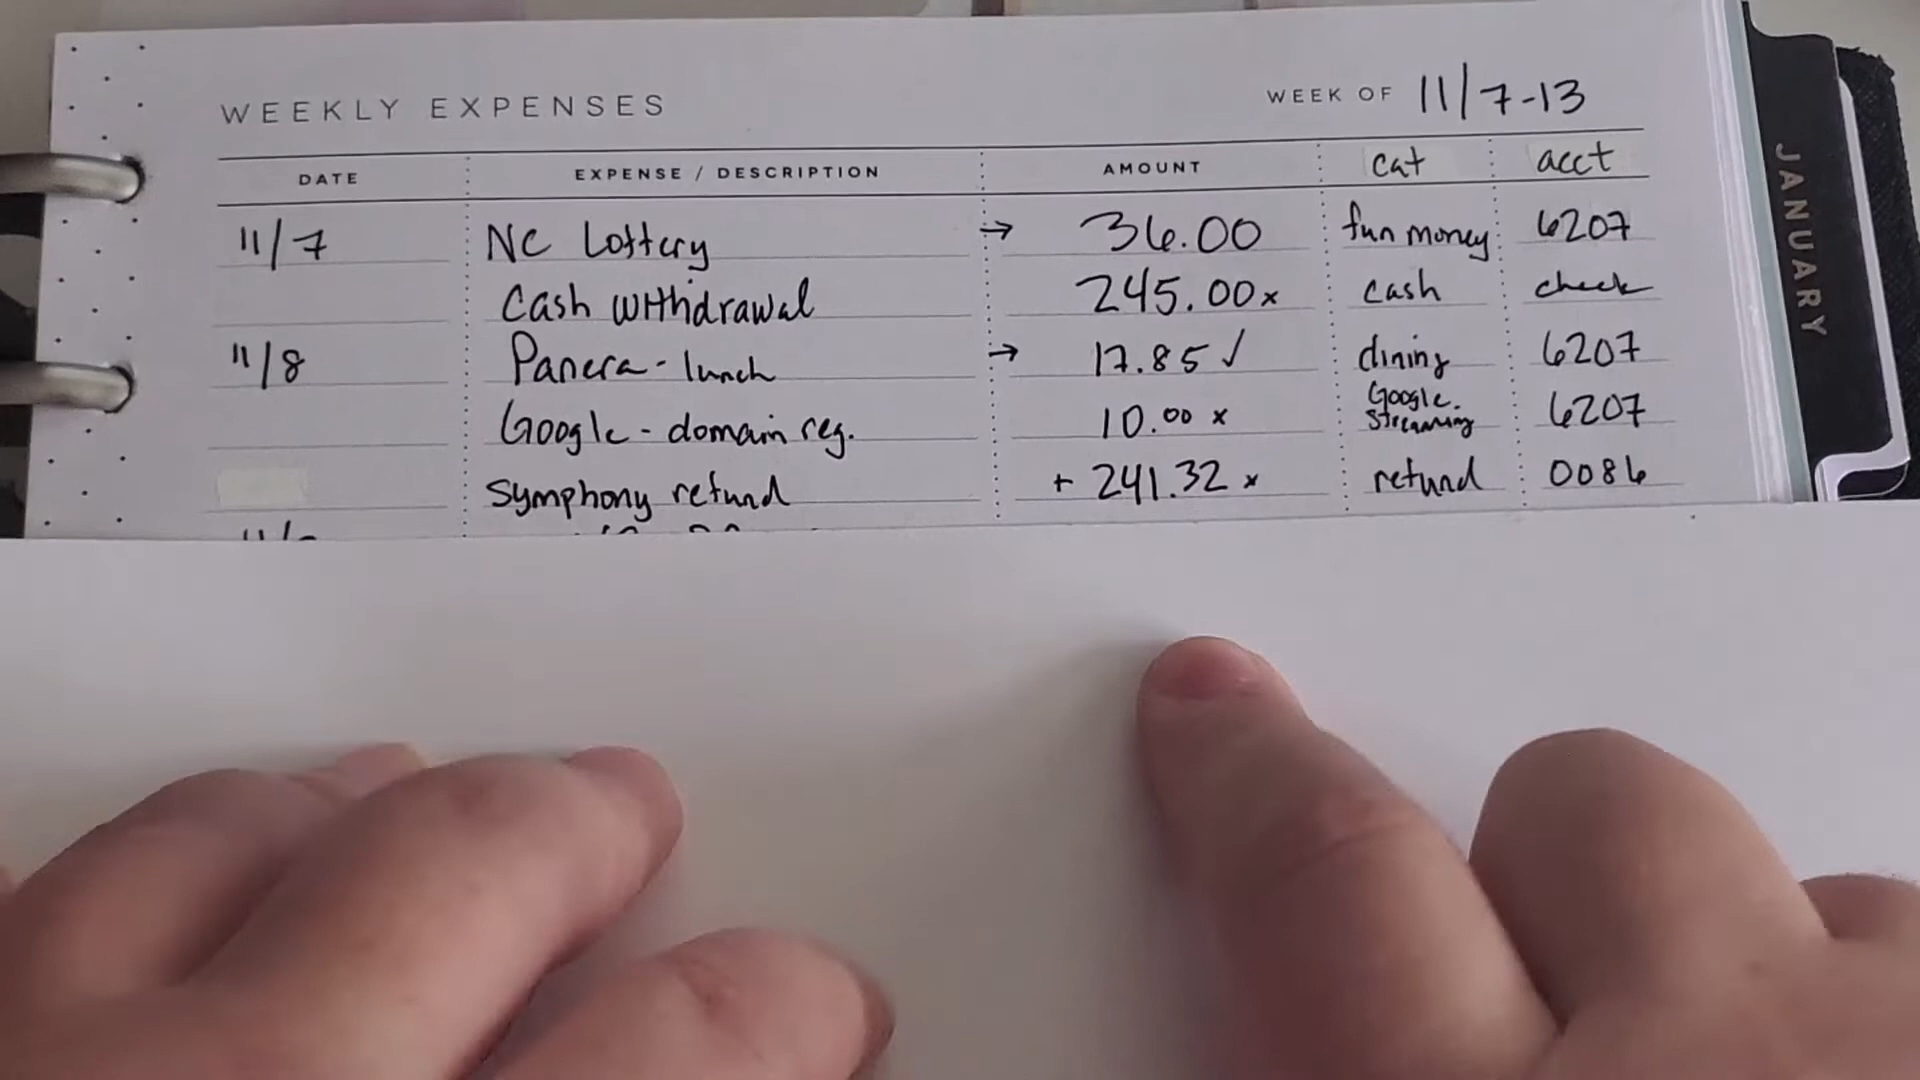 WEEKLY EXPENSES WEEK OF 11/7-13
DATE EXPENSE / DESCRIPTION AMOUNT cat acct
11/7 NC Lottery → 36.00 fun money 6207
Cash withdrawal 245.00 x cash check
11/8 Panera - lunch → 17.85 ✓ dining 6207
Google - domain reg. 10.00 x Google. Streaming 6207
Symphony refund + 241.32 x refund 0086
JANUARY